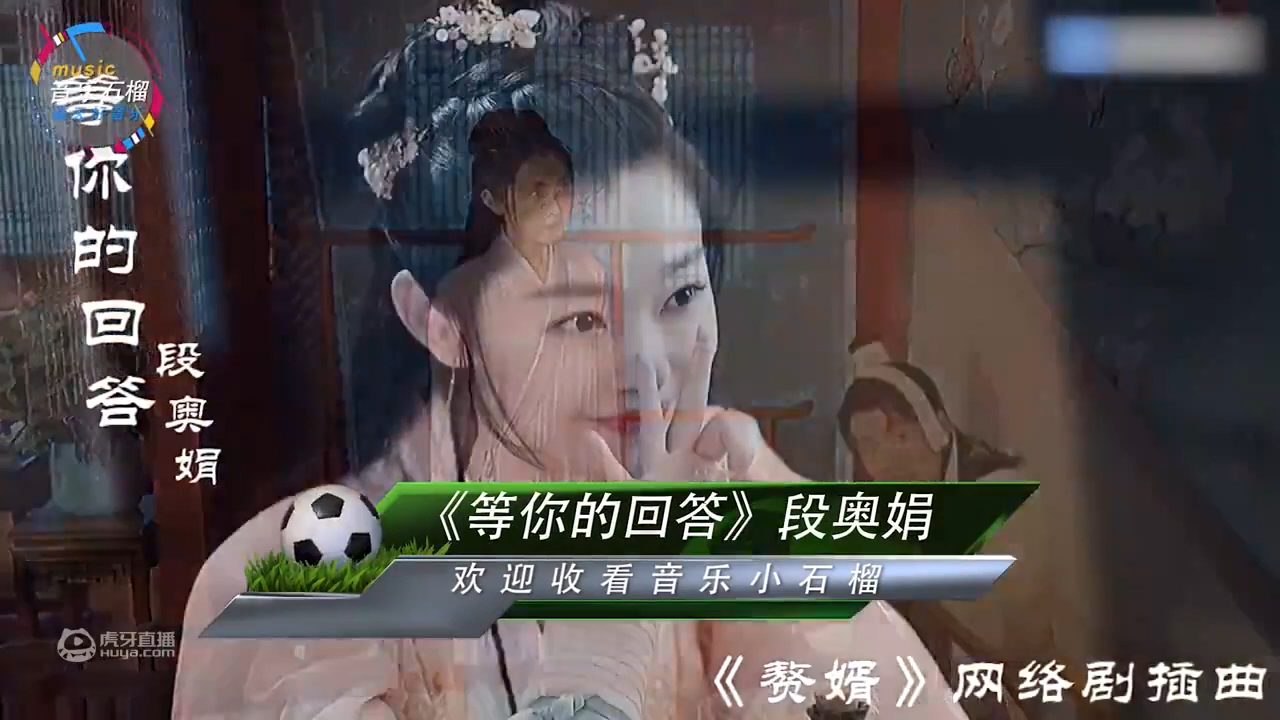 music
音乐石榴
等你的回答
段奥娟
《等你的回答》段奥娟
欢迎收看音乐小石榴
虎牙直播
HUYA.com
《赘婿》网络剧插曲